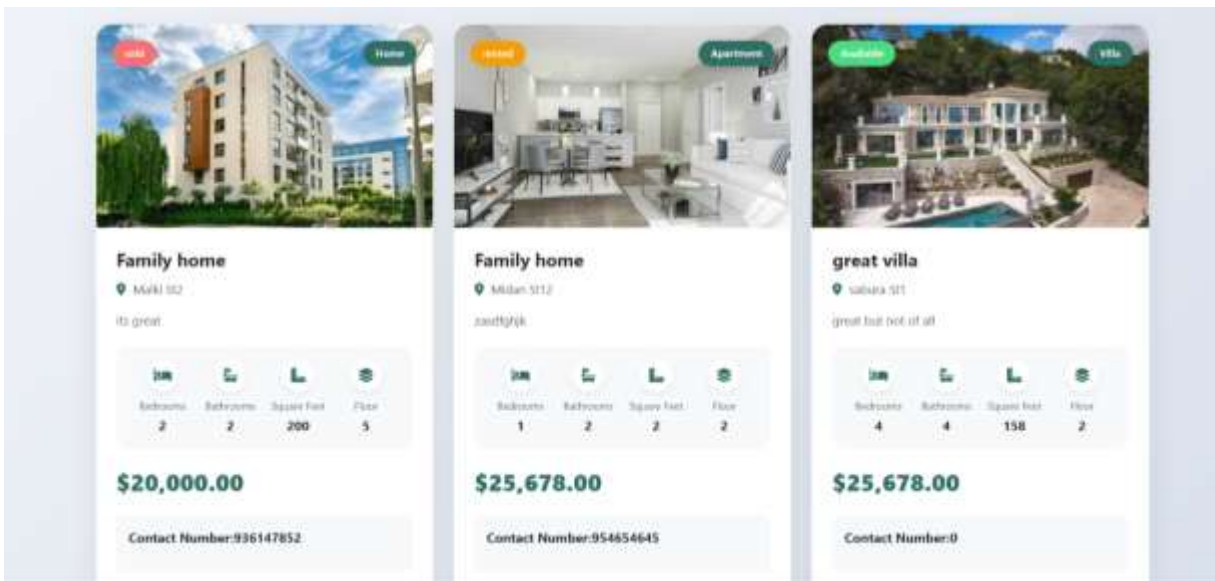 sold
Home
Family home
Malki St2
its great
Bedrooms Bathrooms Square Feet Floor
2 2 200 5
$20,000.00
Contact Number:936147852
rented
Apartment
Family home
Midan St12
Bedrooms Bathrooms Square Feet Floor
1 2 2 2
$25,678.00
Contact Number:954654645
Available
Villa
great villa
sabura St1
great but not of all
Bedrooms Bathrooms Square Feet Floor
4 4 158 2
$25,678.00
Contact Number:0